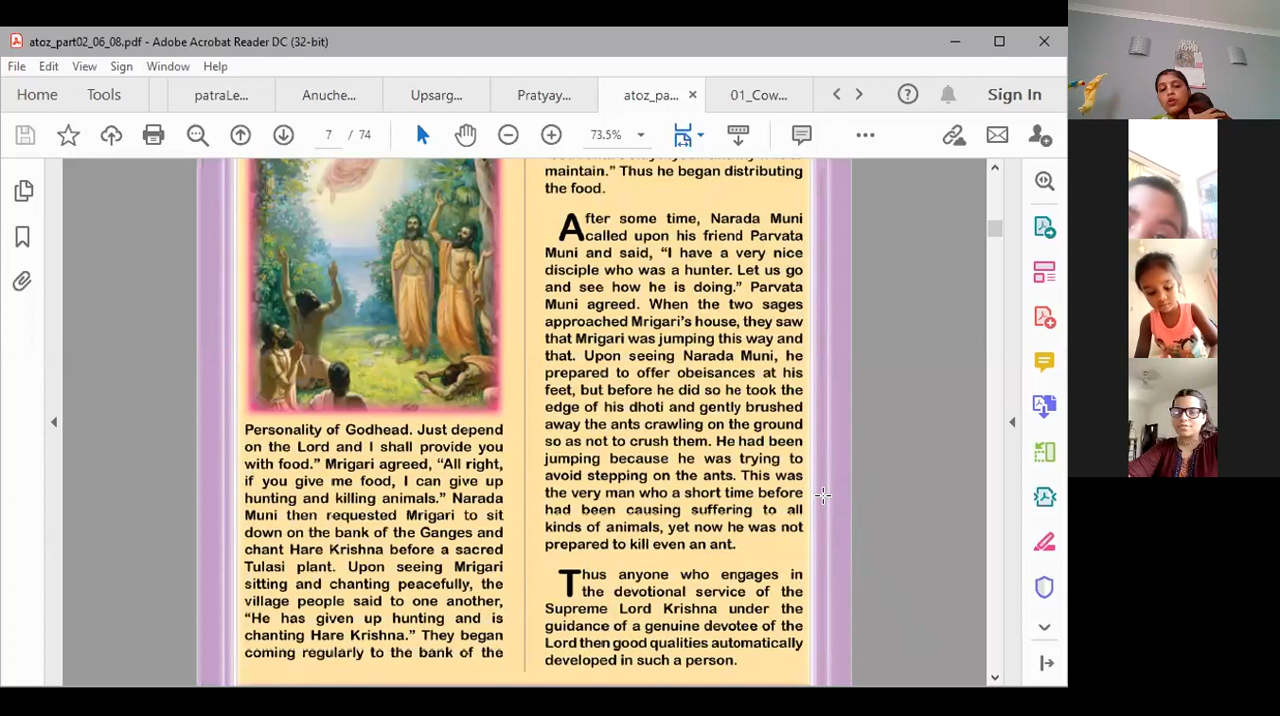 atoz_part02_06_08.pdf - Adobe Acrobat Reader DC (32-bit)
File Edit View Sign Window Help
Home Tools patraLe... Anuche... Upsarg... Pratyay... atoz_pa... 01_Cow... Sign In
7 / 74 73.5%
Personality of Godhead. Just depend
on the Lord and I shall provide you
with food.” Mrigari agreed, “All right,
if you give me food, I can give up
hunting and killing animals.” Narada
Muni then requested Mrigari to sit
down on the bank of the Ganges and
chant Hare Krishna before a sacred
Tulasi plant. Upon seeing Mrigari
sitting and chanting peacefully, the
village people said to one another,
“He has given up hunting and is
chanting Hare Krishna.” They began
coming regularly to the bank of the
maintain.” Thus he began distributing
the food.
After some time, Narada Muni
called upon his friend Parvata
Muni and said, “I have a very nice
disciple who was a hunter. Let us go
and see how he is doing.” Parvata
Muni agreed. When the two sages
approached Mrigari’s house, they saw
that Mrigari was jumping this way and
that. Upon seeing Narada Muni, he
prepared to offer obeisances at his
feet, but before he did so he took the
edge of his dhoti and gently brushed
away the ants crawling on the ground
so as not to crush them. He had been
jumping because he was trying to
avoid stepping on the ants. This was
the very man who a short time before
had been causing suffering to all
kinds of animals, yet now he was not
prepared to kill even an ant.
Thus anyone who engages in
the devotional service of the
Supreme Lord Krishna under the
guidance of a genuine devotee of the
Lord then good qualities automatically
developed in such a person.